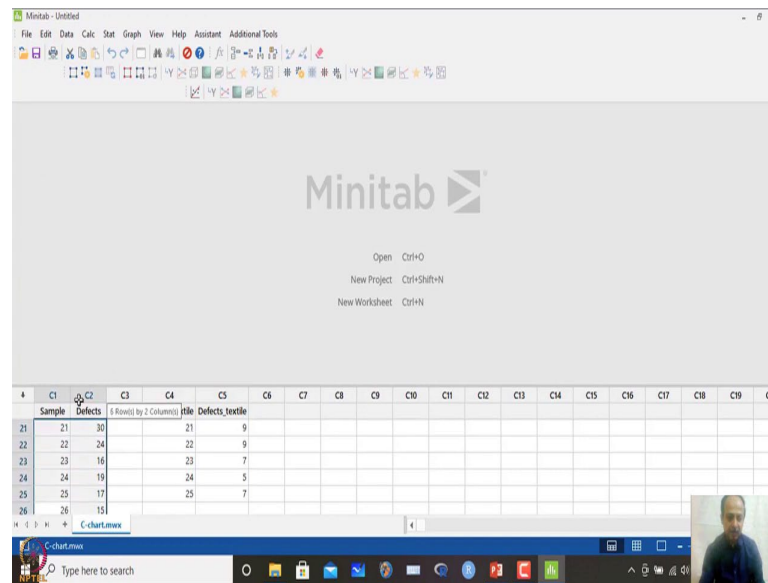 Minitab - Untitled
File Edit Data Calc Stat Graph View Help Assistant Additional Tools
Minitab
Open Ctrl+O
New Project Ctrl+Shift+N
New Worksheet Ctrl+N
C1 C2 C3 C4 C5 C6 C7 C8 C9 C10 C11 C12 C13 C14 C15 C16 C17 C18 C19
Sample Defects 6 Row(s) by 2 Column(s) tile Defects_textile
21 21 30 21 9
22 22 24 22 9
23 23 16 23 7
24 24 19 24 5
25 25 17 25 7
26 26 15
C-chart.mwx
C-chart.mwx
Type here to search
NPTEL